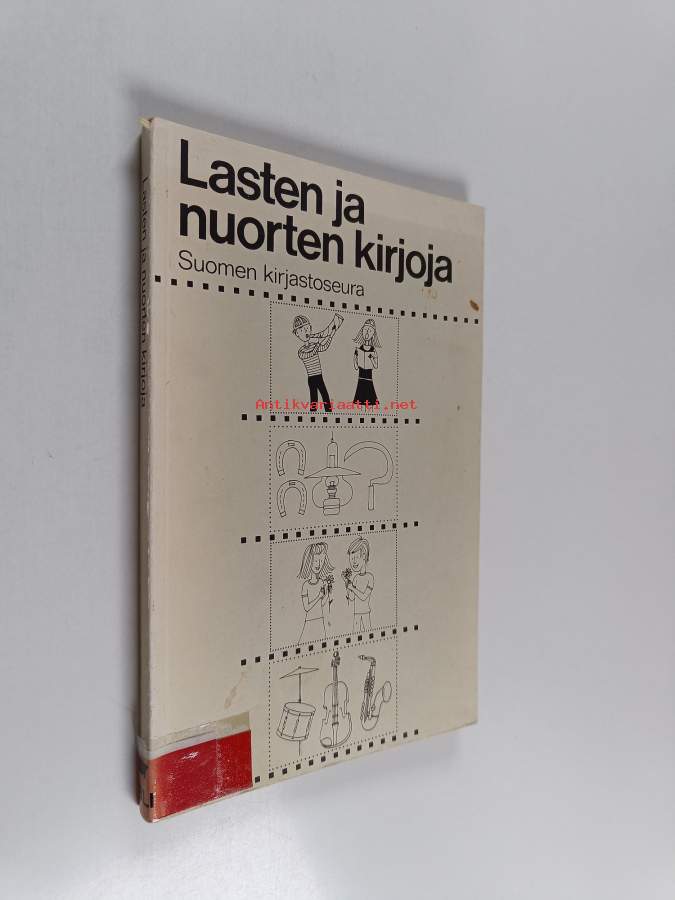 Lasten ja
nuorten kirjoja
Suomen kirjastoseura
Lasten ja nuorten kirjoja
Antikvariaatti.net